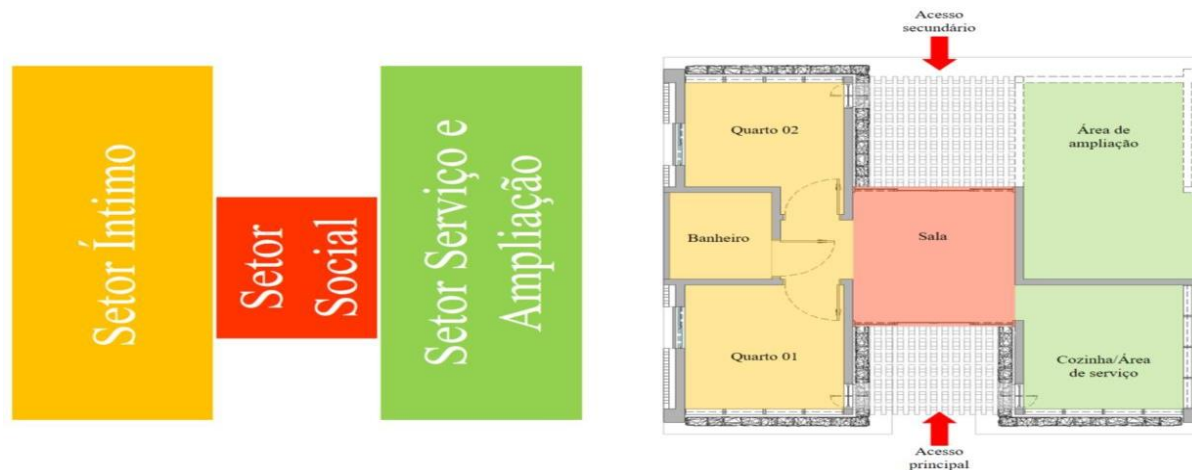 Setor Íntimo
Setor
Social
Setor Serviço e
Ampliação
Acesso
secundário
Quarto 02
Área de
ampliação
Banheiro
Sala
Quarto 01
Cozinha/Área
de serviço
Acesso
principal